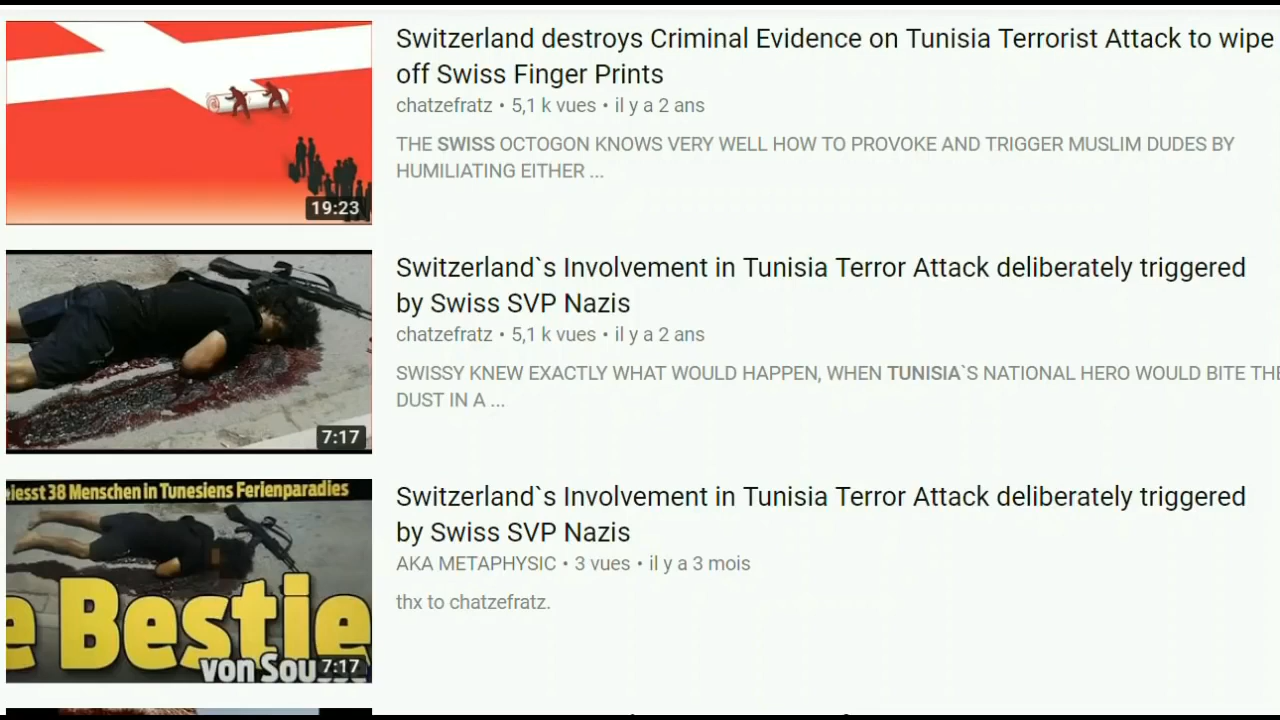 Switzerland destroys Criminal Evidence on Tunisia Terrorist Attack to wipe
off Swiss Finger Prints
chatzefratz • 5,1 k vues • il y a 2 ans
THE SWISS OCTOGON KNOWS VERY WELL HOW TO PROVOKE AND TRIGGER MUSLIM DUDES BY
HUMILIATING EITHER ...
19:23
Switzerland`s Involvement in Tunisia Terror Attack deliberately triggered
by Swiss SVP Nazis
chatzefratz • 5,1 k vues • il y a 2 ans
SWISSY KNEW EXACTLY WHAT WOULD HAPPEN, WHEN TUNISIA`S NATIONAL HERO WOULD BITE THE
DUST IN A ...
7:17
lesst 38 Menschen in Tunesiens Ferienparadies
e Bestie
von Sousse
7:17
Switzerland`s Involvement in Tunisia Terror Attack deliberately triggered
by Swiss SVP Nazis
AKA METAPHYSIC • 3 vues • il y a 3 mois
thx to chatzefratz.